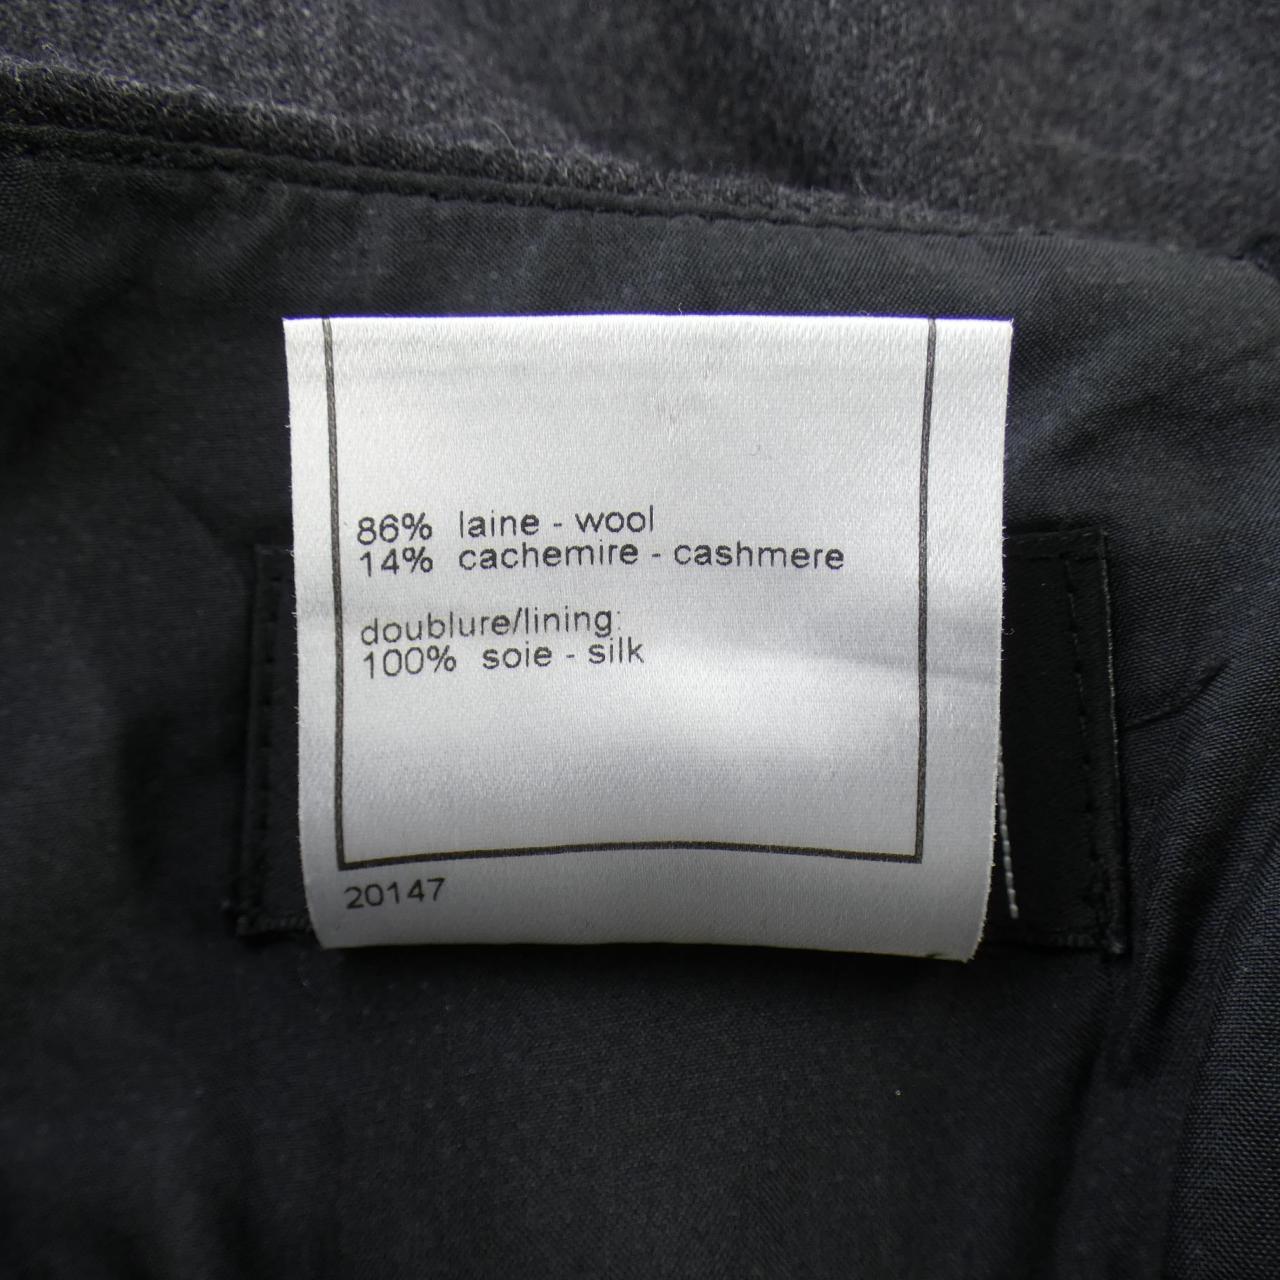 86% laine - wool
14% cachemire - cashmere
doublure/lining:
100% soie - silk
20147